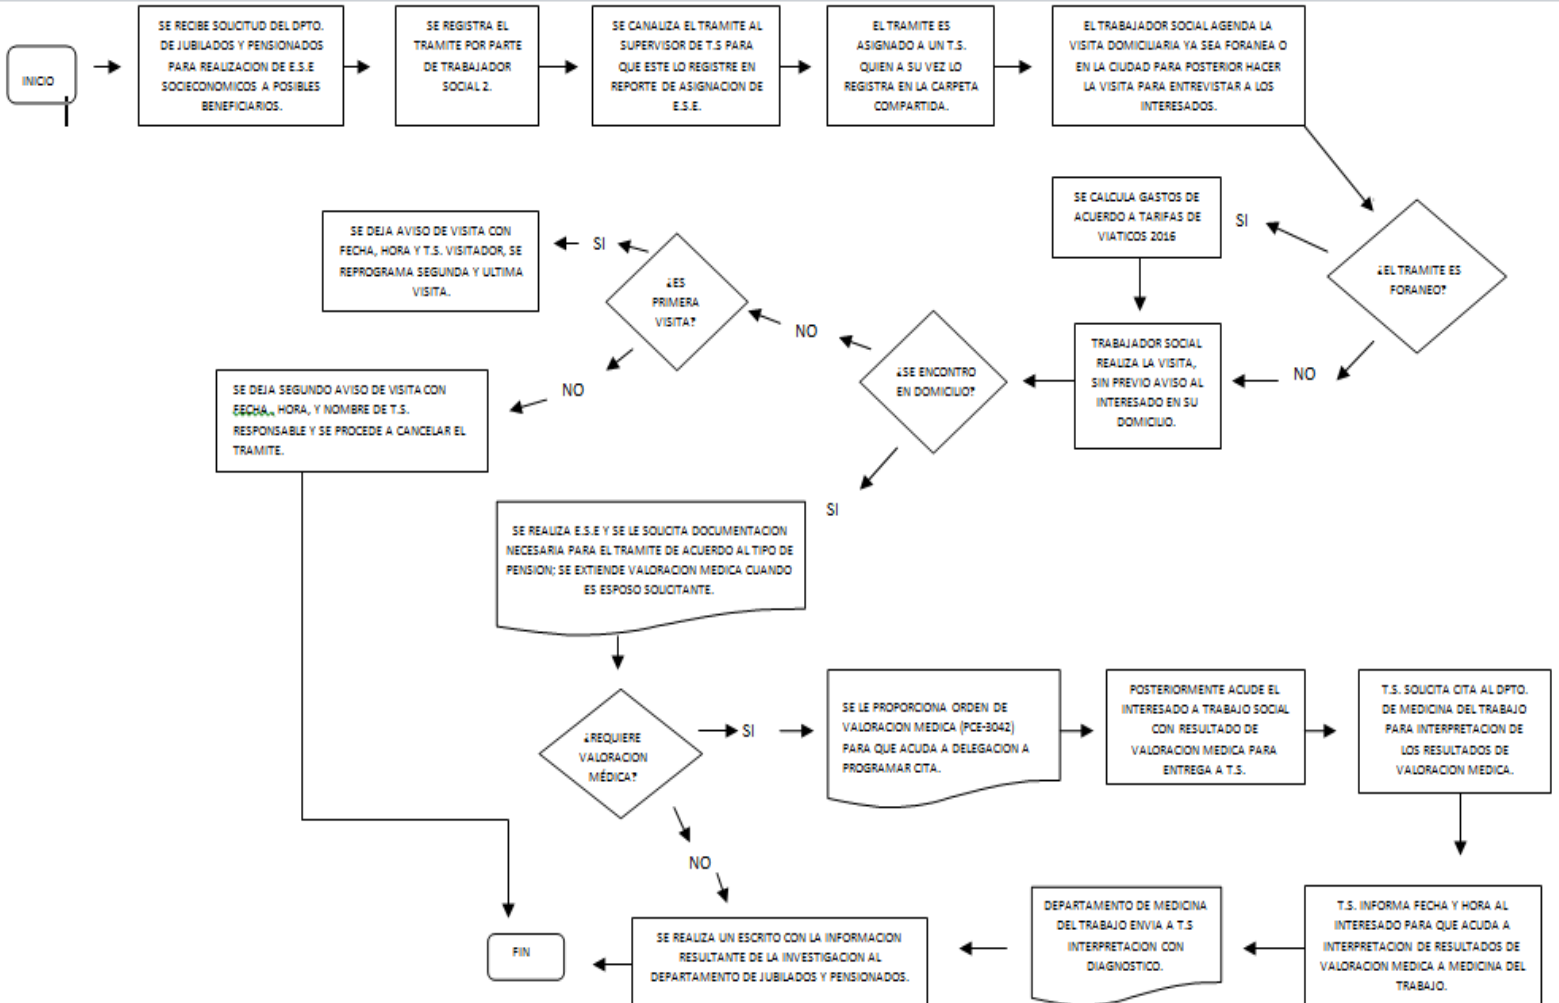 INICIO
SE RECIBE SOLICITUD DEL DPTO.
DE JUBILADOS Y PENSIONADOS
PARA REALIZACION DE E.S.E
SOCIECONOMICOS A POSIBLES
BENEFICIARIOS.
SE REGISTRA EL
TRAMITE POR PARTE
DE TRABAJADOR
SOCIAL 2.
SE CANALIZA EL TRAMITE AL
SUPERVISOR DE T.S PARA
QUE ESTE LO REGISTRE EN
REPORTE DE ASIGNACION DE
E.S.E.
EL TRAMITE ES
ASIGNADO A UN T.S.
QUIEN A SU VEZ LO
REGISTRA EN LA CARPETA
COMPARTIDA.
EL TRABAJADOR SOCIAL AGENDA LA
VISITA DOMICILIARIA YA SEA FORANEA O
EN LA CIUDAD PARA POSTERIOR HACER
LA VISITA PARA ENTREVISTAR A LOS
INTERESADOS.
¿EL TRAMITE ES
FORANEO?
SI
SE CALCULA GASTOS DE
ACUERDO A TARIFAS DE
VIATICOS 2016
NO
TRABAJADOR SOCIAL
REALIZA LA VISITA,
SIN PREVIO AVISO AL
INTERESADO EN SU
DOMICILIO.
¿SE ENCONTRO
EN DOMICILIO?
NO
¿ES
PRIMERA
VISITA?
SI
SE DEJA AVISO DE VISITA CON
FECHA, HORA Y T.S. VISITADOR, SE
REPROGRAMA SEGUNDA Y ULTIMA
VISITA.
NO
SE DEJA SEGUNDO AVISO DE VISITA CON
FECHA , HORA, Y NOMBRE DE T.S.
RESPONSABLE Y SE PROCEDE A CANCELAR EL
TRAMITE.
SI
SE REALIZA E.S.E Y SE LE SOLICITA DOCUMENTACION
NECESARIA PARA EL TRAMITE DE ACUERDO AL TIPO DE
PENSION; SE EXTIENDE VALORACION MEDICA CUANDO
ES ESPOSO SOLICITANTE.
¿REQUIERE
VALORACION
MÉDICA?
SI
SE LE PROPORCIONA ORDEN DE
VALORACION MEDICA (PCE-3042)
PARA QUE ACUDA A DELEGACION A
PROGRAMAR CITA.
POSTERIORMENTE ACUDE EL
INTERESADO A TRABAJO SOCIAL
CON RESULTADO DE
VALORACION MEDICA PARA
ENTREGA A T.S.
T.S. SOLICITA CITA AL DPTO.
DE MEDICINA DEL TRABAJO
PARA INTERPRETACION DE
LOS RESULTADOS DE
VALORACION MEDICA.
T.S. INFORMA FECHA Y HORA AL
INTERESADO PARA QUE ACUDA A
INTERPRETACION DE RESULTADOS DE
VALORACION MEDICA A MEDICINA DEL
TRABAJO.
DEPARTAMENTO DE MEDICINA
DEL TRABAJO ENVIA A T.S
INTERPRETACION CON
DIAGNOSTICO.
NO
SE REALIZA UN ESCRITO CON LA INFORMACION
RESULTANTE DE LA INVESTIGACION AL
DEPARTAMENTO DE JUBILADOS Y PENSIONADOS.
FIN